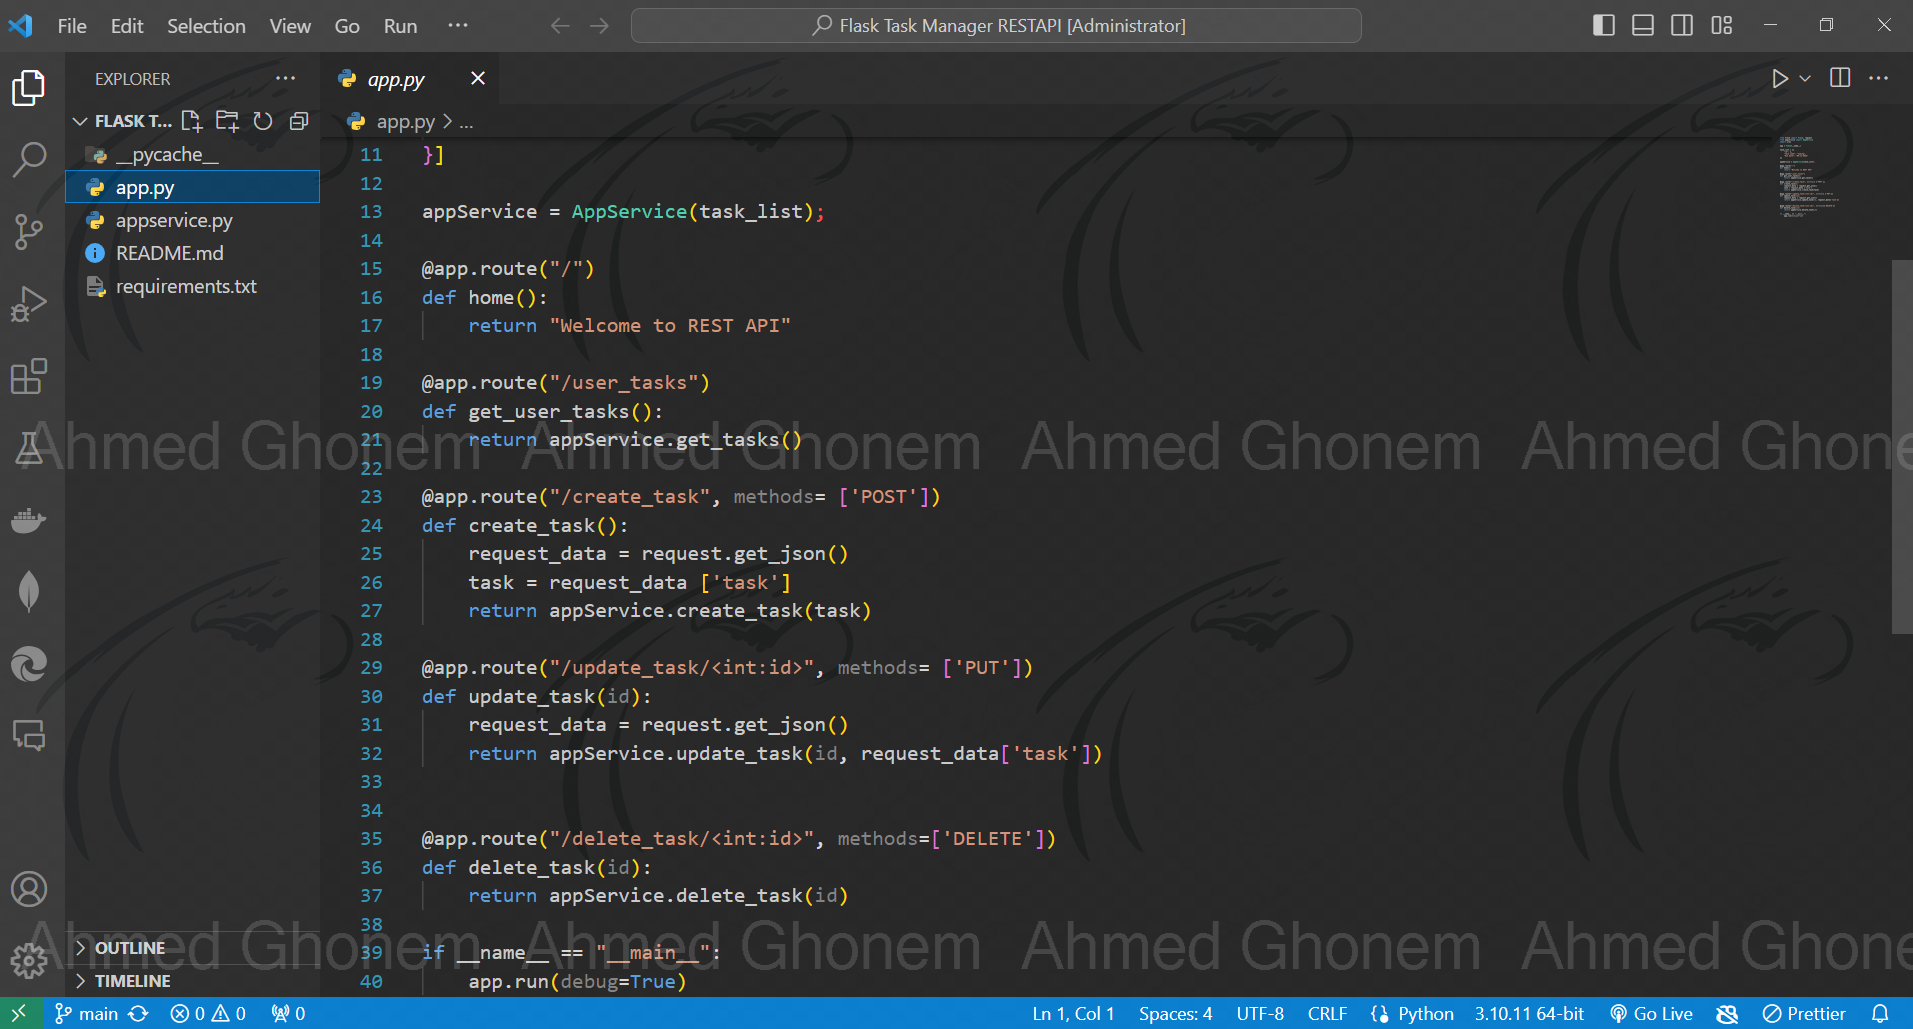 File Edit Selection View Go Run ···
Flask Task Manager RESTAPI [Administrator]
EXPLORER ···
FLASK T...
__pycache__
app.py
appservice.py
README.md
requirements.txt
OUTLINE
TIMELINE
app.py
app.py > ...
11 }]
12
13 appService = AppService(task_list);
14
15 @app.route("/")
16 def home():
17     return "Welcome to REST API"
18
19 @app.route("/user_tasks")
20 def get_user_tasks():
21     return appService.get_tasks()
22
23 @app.route("/create_task", methods= ['POST'])
24 def create_task():
25     request_data = request.get_json()
26     task = request_data ['task']
27     return appService.create_task(task)
28
29 @app.route("/update_task/<int:id>", methods= ['PUT'])
30 def update_task(id):
31     request_data = request.get_json()
32     return appService.update_task(id, request_data['task'])
33
34
35 @app.route("/delete_task/<int:id>", methods=['DELETE'])
36 def delete_task(id):
37     return appService.delete_task(id)
38
39 if __name__ == "__main__":
40     app.run(debug=True)
Ahmed Ghonem Ahmed Ghonem Ahmed Ghonem Ahmed Ghone
Ahmed Ghonem Ahmed Ghonem Ahmed Ghonem Ahmed Ghone
main 0 0 0 Ln 1, Col 1 Spaces: 4 UTF-8 CRLF Python 3.10.11 64-bit Go Live Prettier